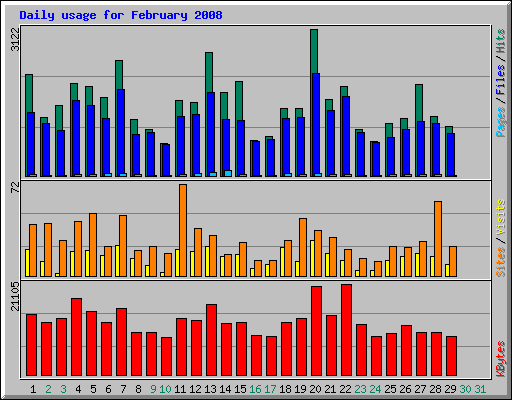 Daily usage for February 2008
3122
Pages / Files / Hits
72
Sites / Visits
21105
KBytes
1 2 3 4 5 6 7 8 9 10 11 12 13 14 15 16 17 18 19 20 21 22 23 24 25 26 27 28 29 30 31